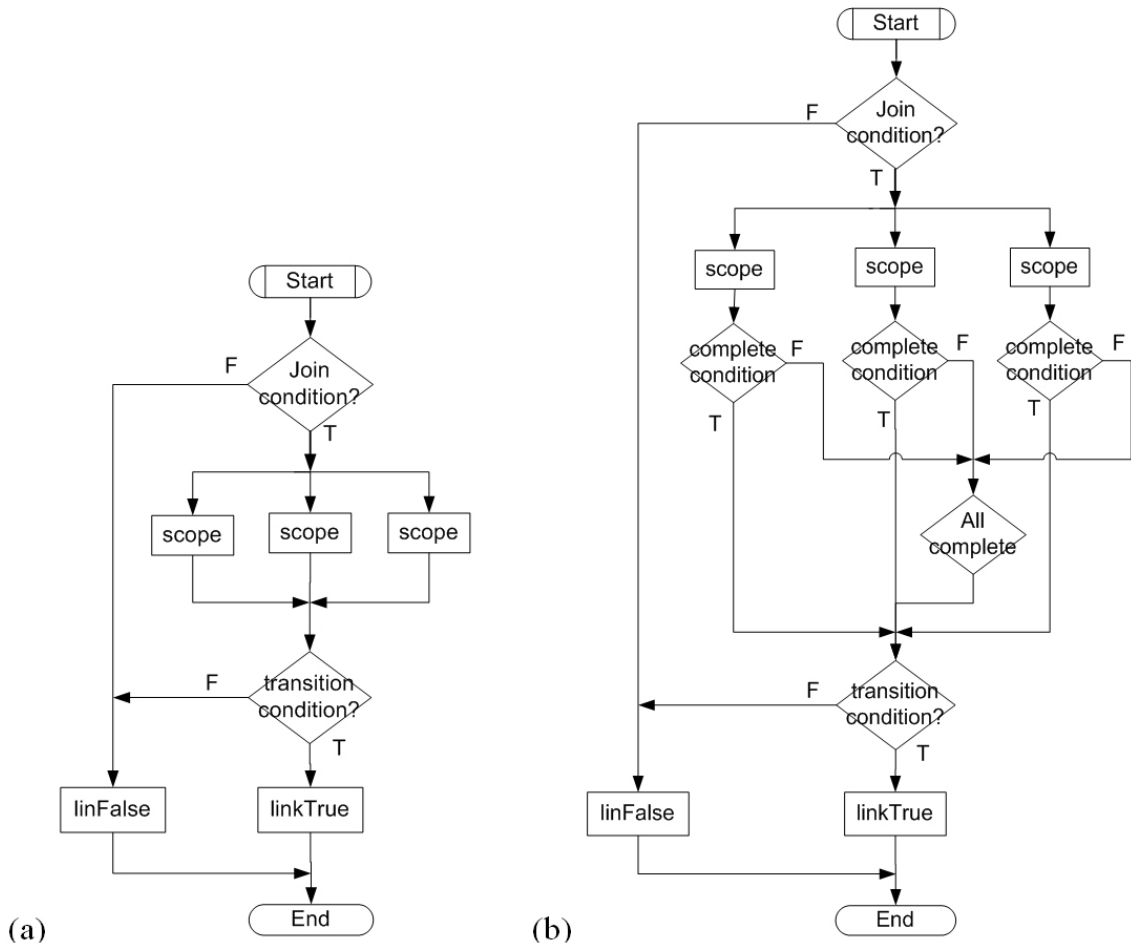 Start
Join
condition?
F
T
scope
scope
scope
transition
condition?
F
T
linFalse
linkTrue
End
(a)
Start
Join
condition?
F
T
scope
scope
scope
complete
condition
F
T
complete
condition
F
T
complete
condition
F
T
All
complete
transition
condition?
F
T
linFalse
linkTrue
End
(b)